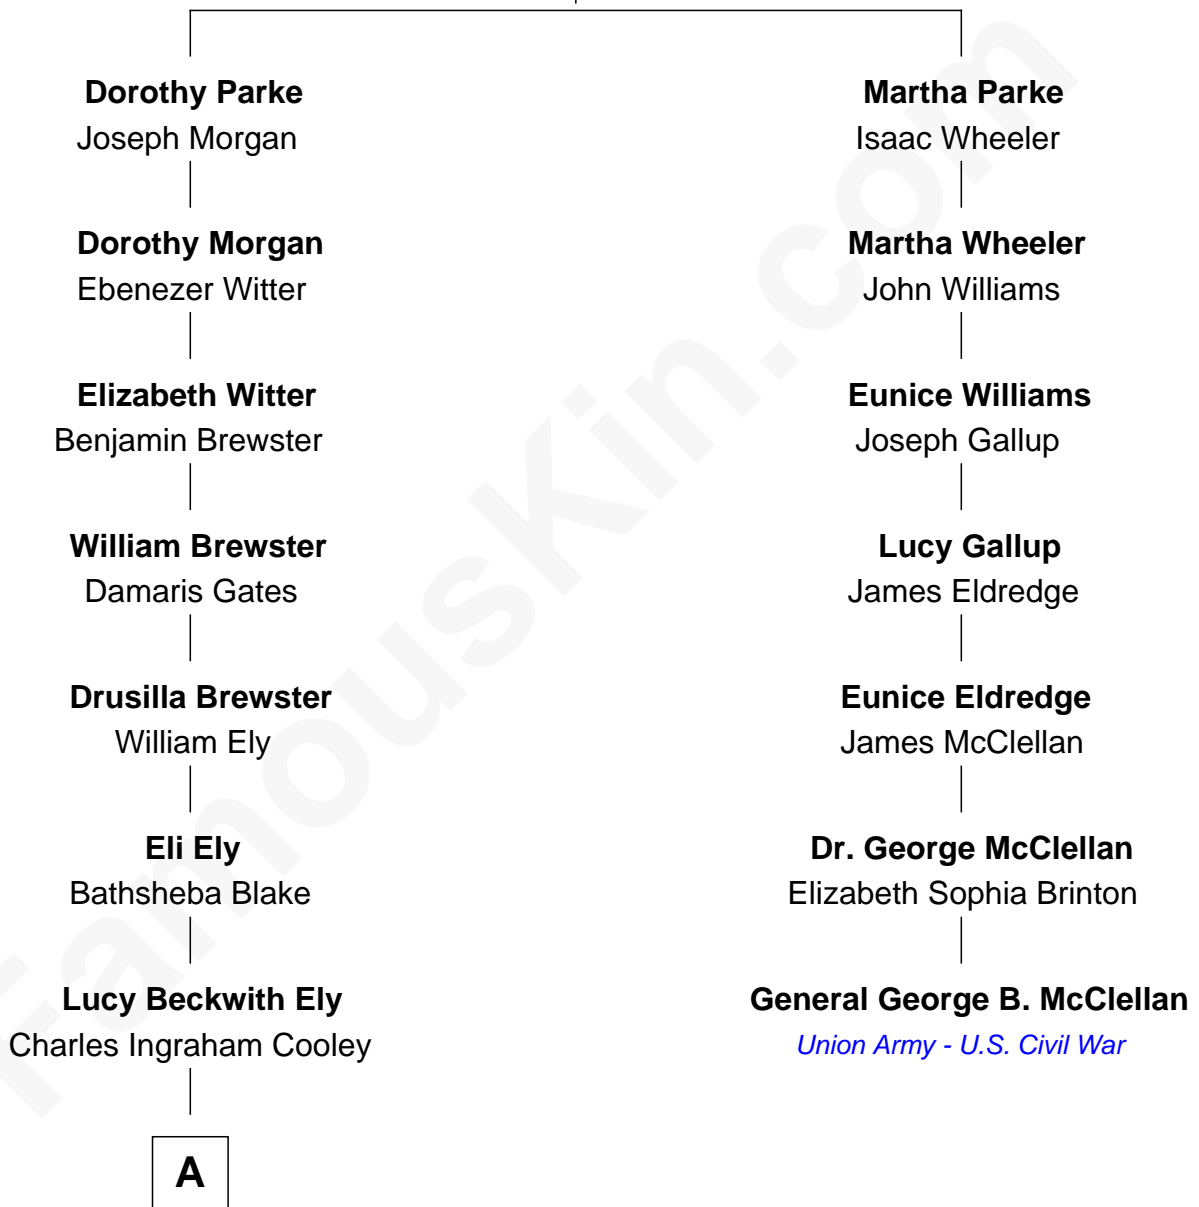 Dorothy Parke
Joseph Morgan
Dorothy Morgan
Ebenezer Witter
Elizabeth Witter
Benjamin Brewster
William Brewster
Damaris Gates
Drusilla Brewster
William Ely
Eli Ely
Bathsheba Blake
Lucy Beckwith Ely
Charles Ingraham Cooley
A
Martha Parke
Isaac Wheeler
Martha Wheeler
John Williams
Eunice Williams
Joseph Gallup
Lucy Gallup
James Eldredge
Eunice Eldredge
James McClellan
Dr. George McClellan
Elizabeth Sophia Brinton
General George B. McClellan
Union Army - U.S. Civil War
FamousKin.com